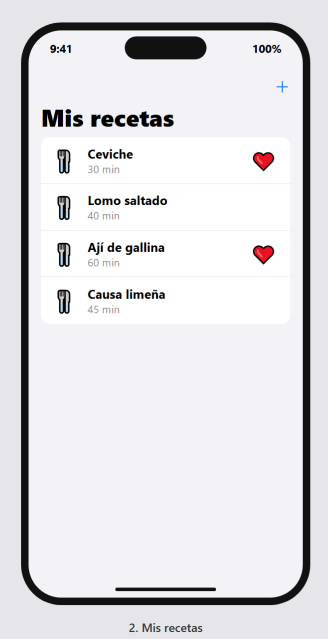 9:41 100%
+
Mis recetas
Ceviche
30 min
Lomo saltado
40 min
Ají de gallina
60 min
Causa limeña
45 min
2. Mis recetas